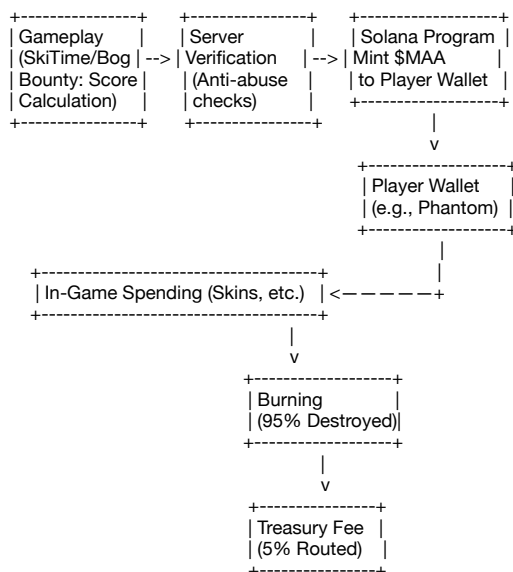 +----------------+ +----------------+ +------------------+
| Gameplay | | Server | | Solana Program |
| (SkiTime/Bog | --> | Verification | --> | Mint $MAA |
| Bounty: Score | | (Anti-abuse | | to Player Wallet |
| Calculation) | | checks) | +------------------+
+----------------+ +----------------+ |
v
+--------------------+
| Player Wallet |
| (e.g., Phantom) |
+--------------------+
|
+------------------------------------+ |
| In-Game Spending (Skins, etc.) | <— — — — —+
+------------------------------------+
|
v
+-------------------+
| Burning |
| (95% Destroyed)|
+-------------------+
|
v
+----------------+
| Treasury Fee |
| (5% Routed) |
+----------------+